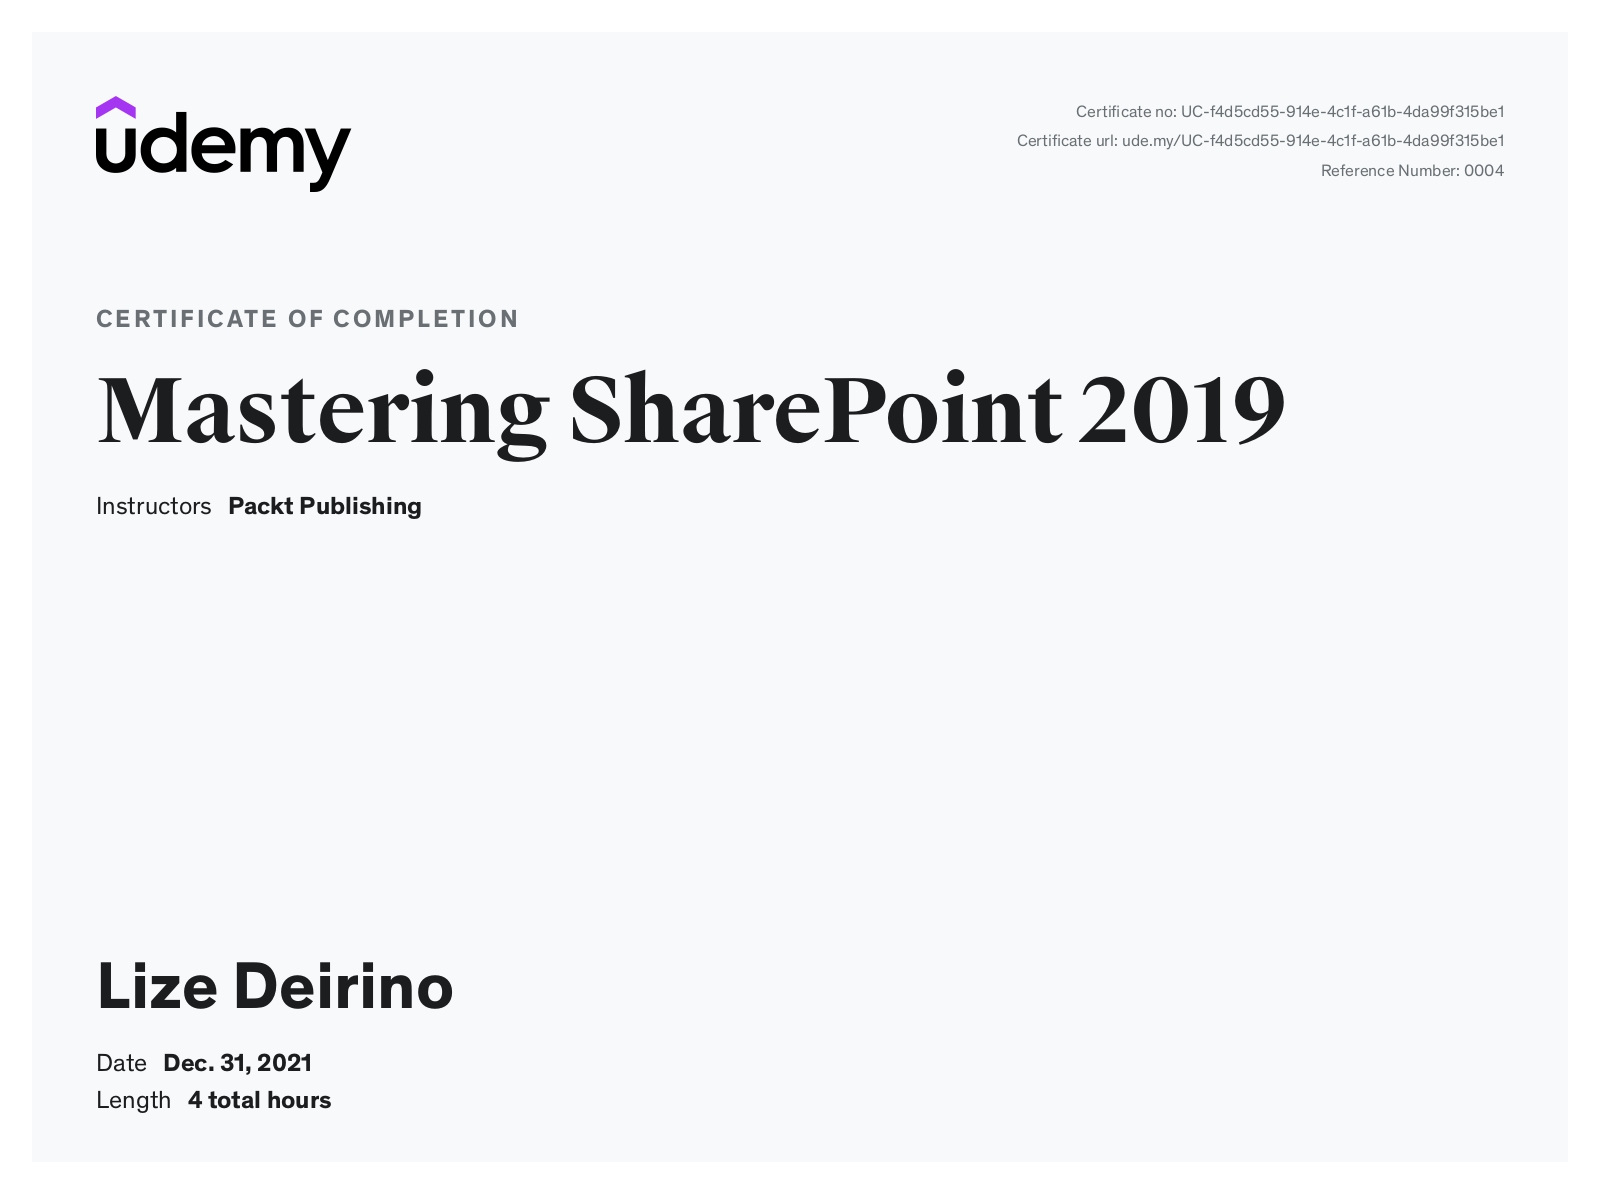 udemy
Certificate no: UC-f4d5cd55-914e-4c1f-a61b-4da99f315be1
Certificate url: ude.my/UC-f4d5cd55-914e-4c1f-a61b-4da99f315be1
Reference Number: 0004
CERTIFICATE OF COMPLETION
Mastering SharePoint 2019
Instructors Packt Publishing
Lize Deirino
Date Dec. 31, 2021
Length 4 total hours